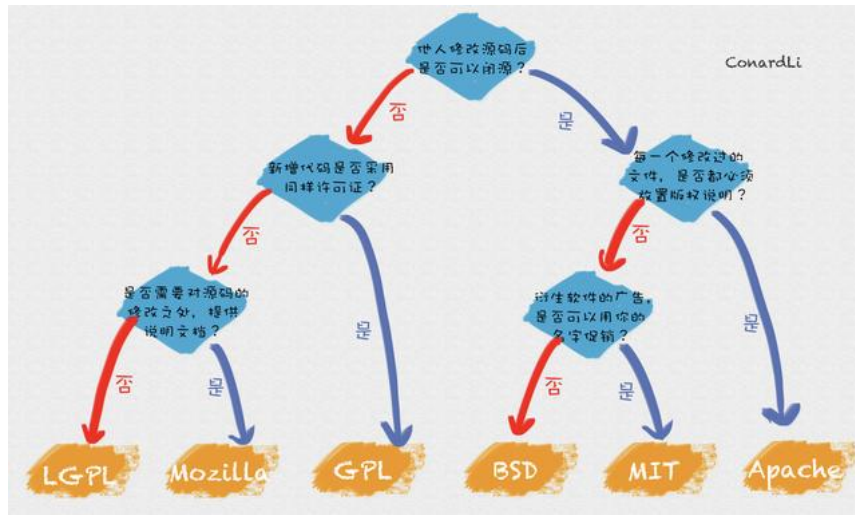 他人修改源码后
是否可以闭源？
ConardLi
否
是
新增代码是否采用
同样许可证？
每一个修改过的
文件，是否都必须
放置版权说明？
否
否
是否需要对源码的
修改之处，提供
说明文档？
衍生软件的广告，
是否可以用你的
名字促销？
是
否
是
否
是
是
LGPL
Mozilla
GPL
BSD
MIT
Apache